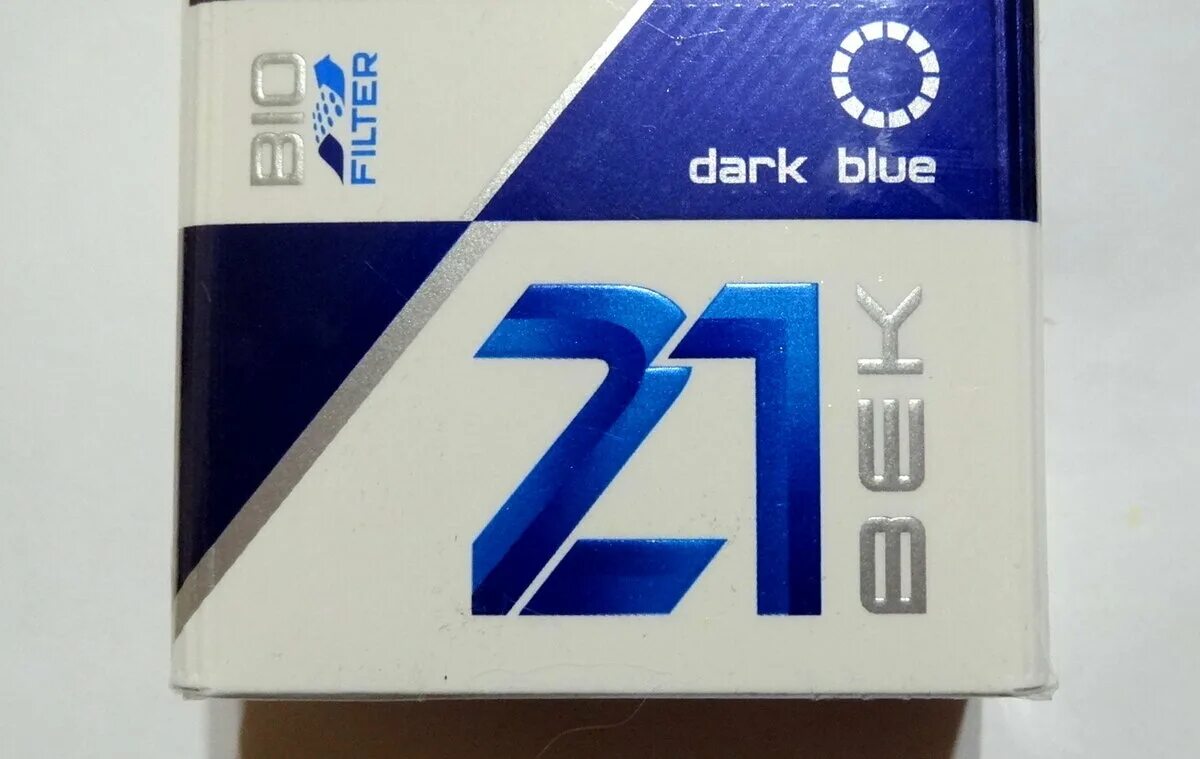 BIO
FILTER
dark blue
21
ВЕК